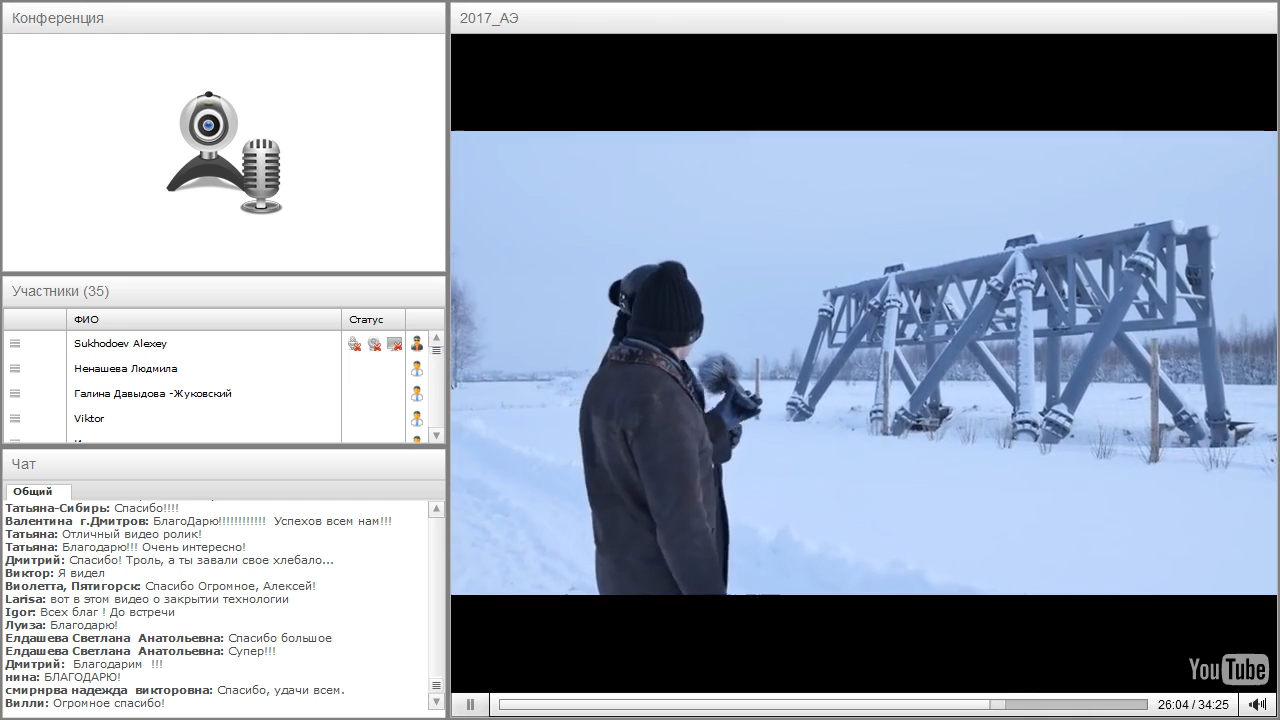 Конференция
2017_АЭ
Участники (35)
ФИО
Статус
Sukhodoev Alexey
Ненашева Людмила
Галина Давыдова -Жуковский
Viktor
Чат
Общий
Татьяна-Сибирь: Спасибо!!!!
Валентина г.Дмитров: БлагоДарю!!!!!!!!!!!! Успехов всем нам!!!
Татьяна: Отличный видео ролик!
Татьяна: Благодарю!!! Очень интересно!
Дмитрий: Спасибо! Троль, а ты завали свое хлебало...
Виктор: Я видел
Виолетта, Пятигорск: Спасибо Огромное, Алексей!
Larisa: вот в этом видео о закрытии технологии
Igor: Всех благ ! До встречи
Луиза: Благодарю!
Елдашева Светлана Анатольевна: Спасибо большое
Елдашева Светлана Анатольевна: Супер!!!
Дмитрий: Благодарим !!!
нина: БЛАГОДАРЮ!
смирнрва надежда викторовна: Спасибо, удачи всем.
Вилли: Огромное спасибо!
YouTube
26:04 / 34:25